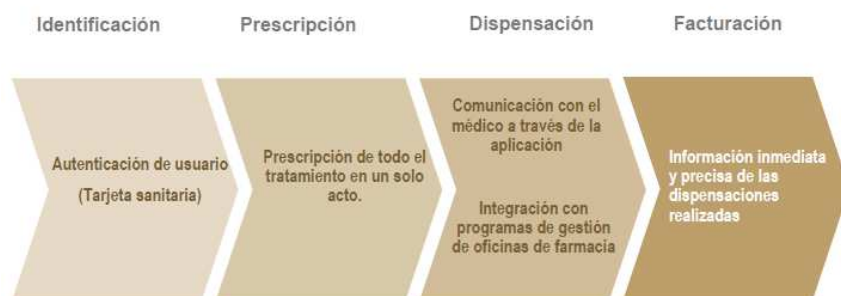 Identificación
Prescripción
Dispensación
Facturación
Autenticación de usuario
(Tarjeta sanitaria)
Prescripción de todo el
tratamiento en un solo
acto.
Comunicación con el
médico a través de la
aplicación
Integración con
programas de gestión
de oficinas de farmacia
Información inmediata
y precisa de las
dispensaciones
realizadas